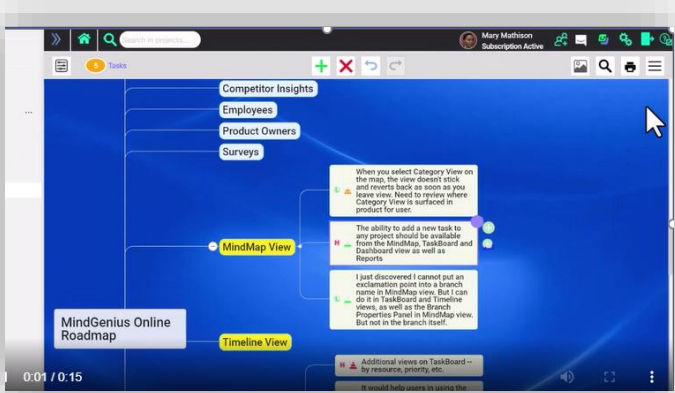 Search in projects...
Mary Mathison
Subscription Active
5 Tasks
Competitor Insights
Employees
Product Owners
Surveys
When you select Category View on
the map, the view doesn't stick
and reverts back as soon as you
leave view. Need to review where
Category View is surfaced in
product for user.
L
MindMap View
The ability to add a new task to
any project should be available
from the MindMap, TaskBoard and
Dashboard view as well as
Reports
H
I just discovered I cannot put an
exclamation point into a branch
name in MindMap view. But I can
do it in TaskBoard and Timeline
views, as well as the Branch
Properties Panel in MindMap view.
But not in the branch itself.
L
MindGenius Online
Roadmap
Timeline View
H
Additional views on TaskBoard --
by resource, priority, etc.
It would help users in using the
0:01 / 0:15